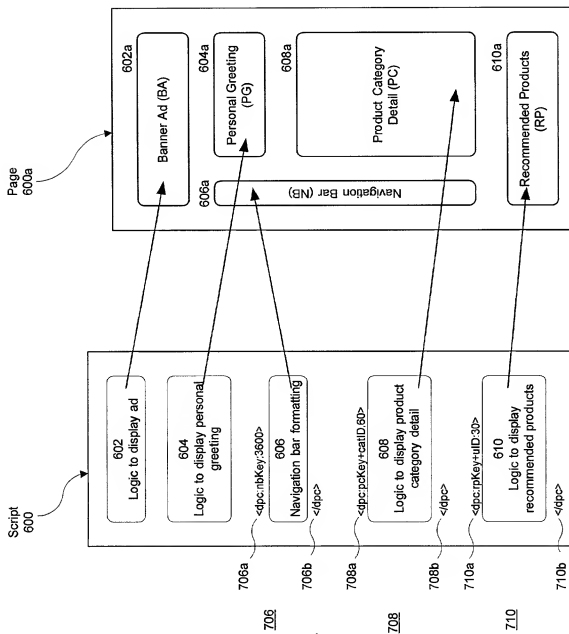 Script
600
602
Logic to display ad
604
Logic to display personal
greeting
706a
<dpc:nbKey:3600>
606
Navigation bar formatting
706b
</dpc>
706
708a
<dpc:pcKey+catID:60>
608
Logic to display product
category detail
708b
</dpc>
708
710a
<dpc:rpKey+uID:30>
610
Logic to display
recommended products
710b
</dpc>
710
Page
600a
602a
Banner Ad (BA)
604a
Personal Greeting
(PG)
606a
Navigation Bar (NB)
608a
Product Category
Detail (PC)
610a
Recommended Products
(RP)